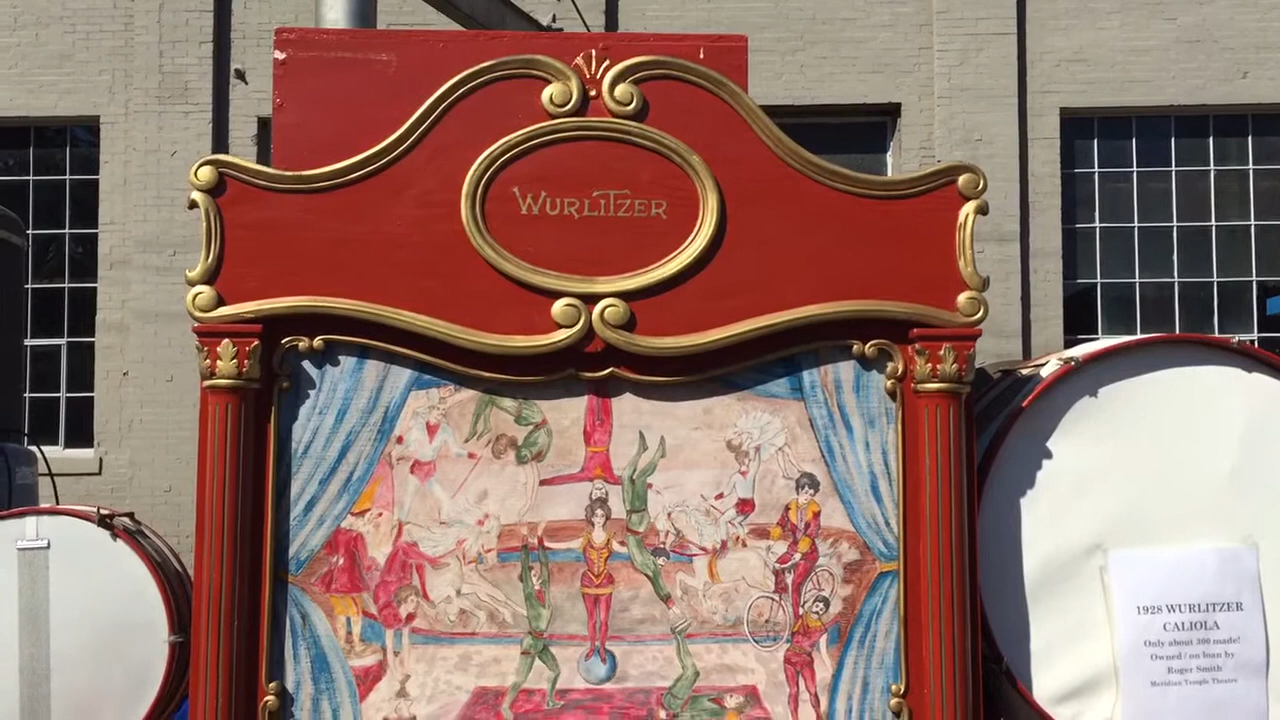 WURLITZER
1928 WURLITZER
CALIOLA
Only about 300 made!
Owned / on loan by
Roger Smith
Meridian Temple Theatre